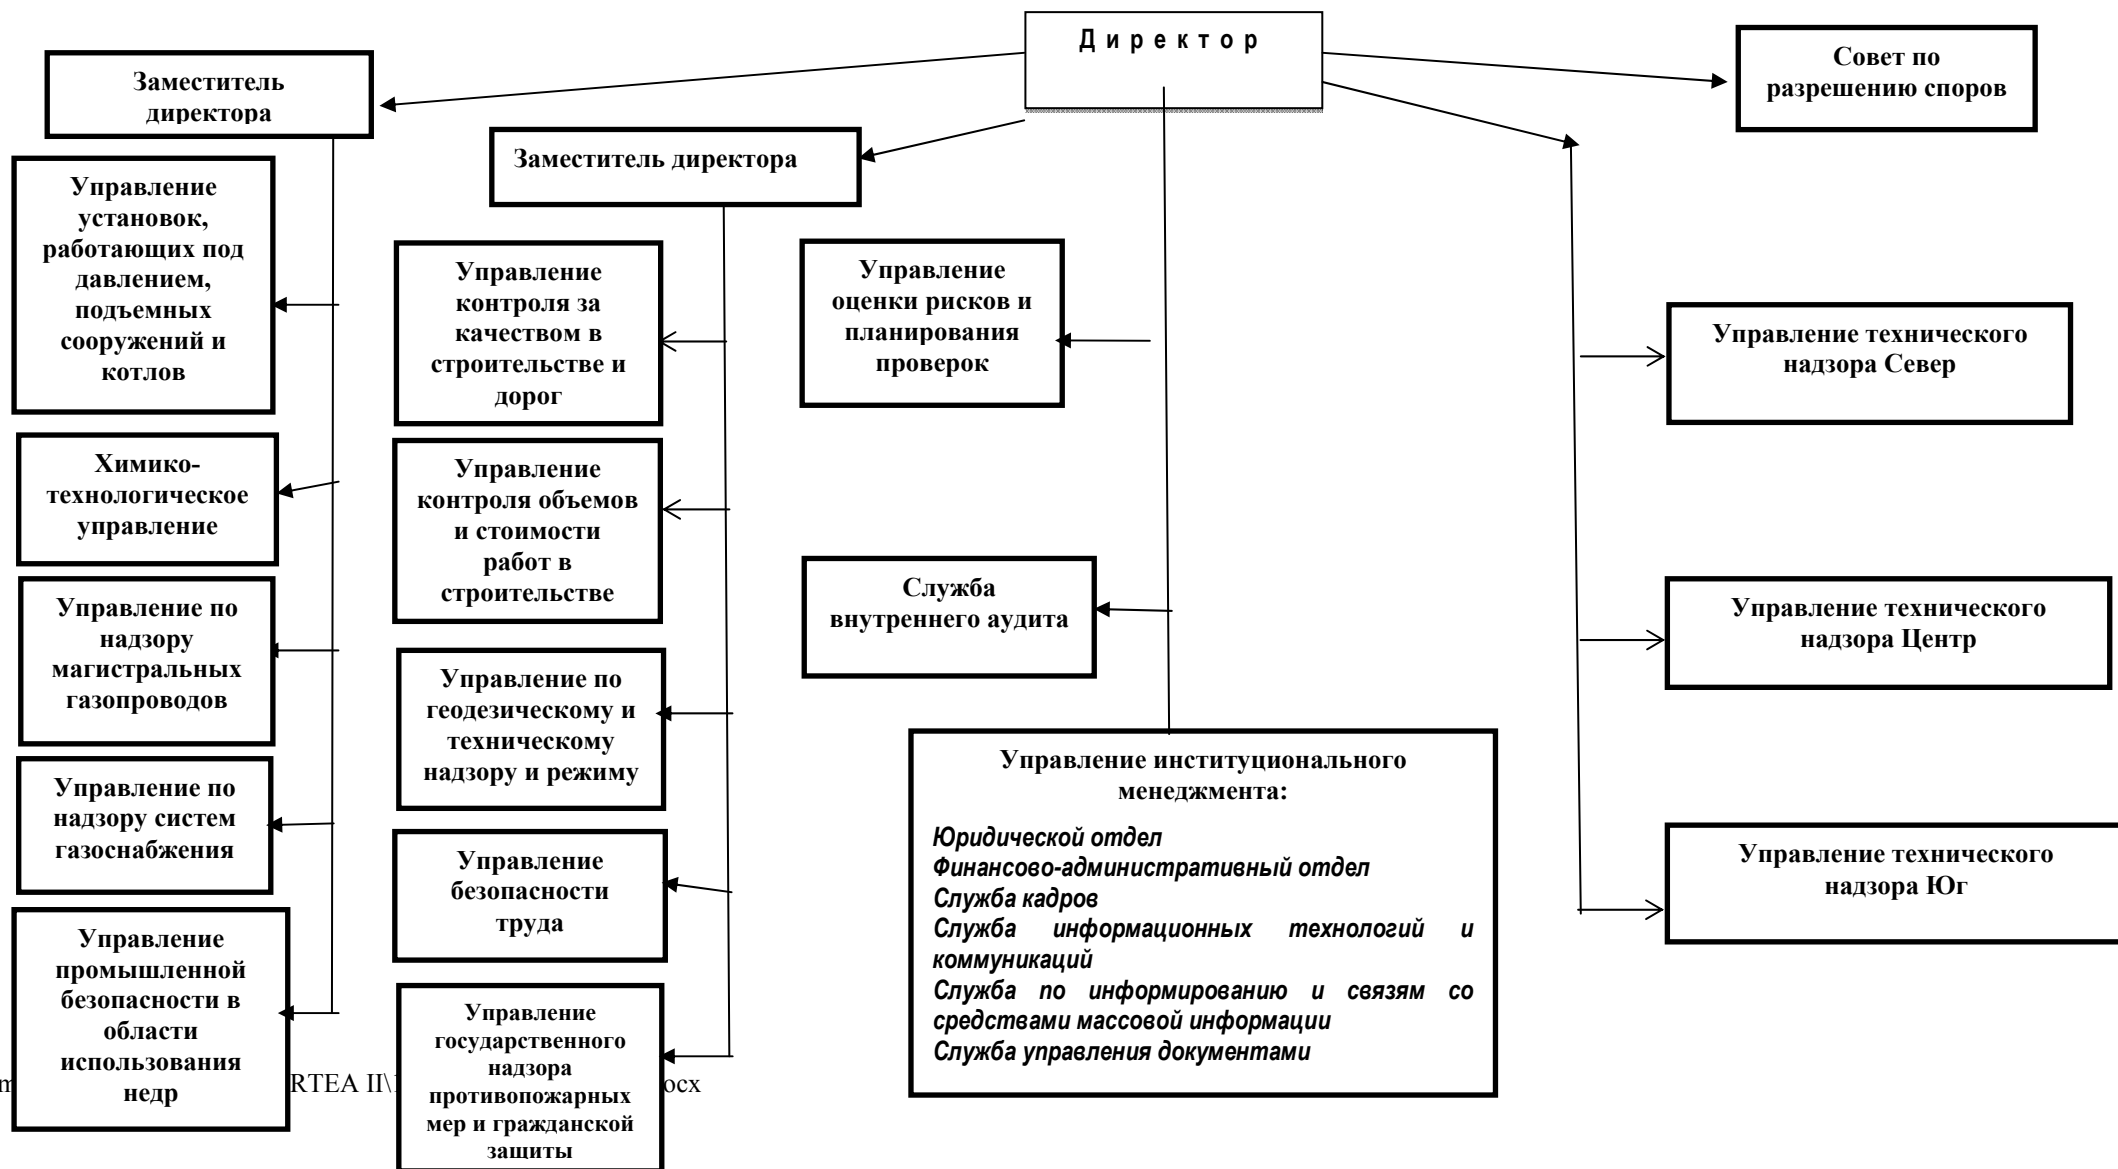 Директор
Совет по
разрешению споров
Заместитель
директора
Заместитель директора
Управление
установок,
работающих под
давлением,
подъемных
сооружений и
котлов
Химико-
технологическое
управление
Управление по
надзору
магистральных
газопроводов
Управление по
надзору систем
газоснабжения
Управление
промышленной
безопасности в
области
использования
недр
Управление
контроля за
качеством в
строительстве и
дорог
Управление
контроля объемов
и стоимости
работ в
строительстве
Управление по
геодезическому и
техническому
надзору и режиму
Управление
безопасности
труда
Управление
государственного
надзора
противопожарных
мер и гражданской
защиты
Управление
оценки рисков и
планирования
проверок
Служба
внутреннего аудита
Управление институционального
менеджмента:
Юридической отдел
Финансово-административный отдел
Служба кадров
Служба информационных технологий и
коммуникаций
Служба по информированию и связям со
средствами массовой информации
Служба управления документами
Управление технического
надзора Север
Управление технического
надзора Центр
Управление технического
надзора Юг
RTEA II\ ocx